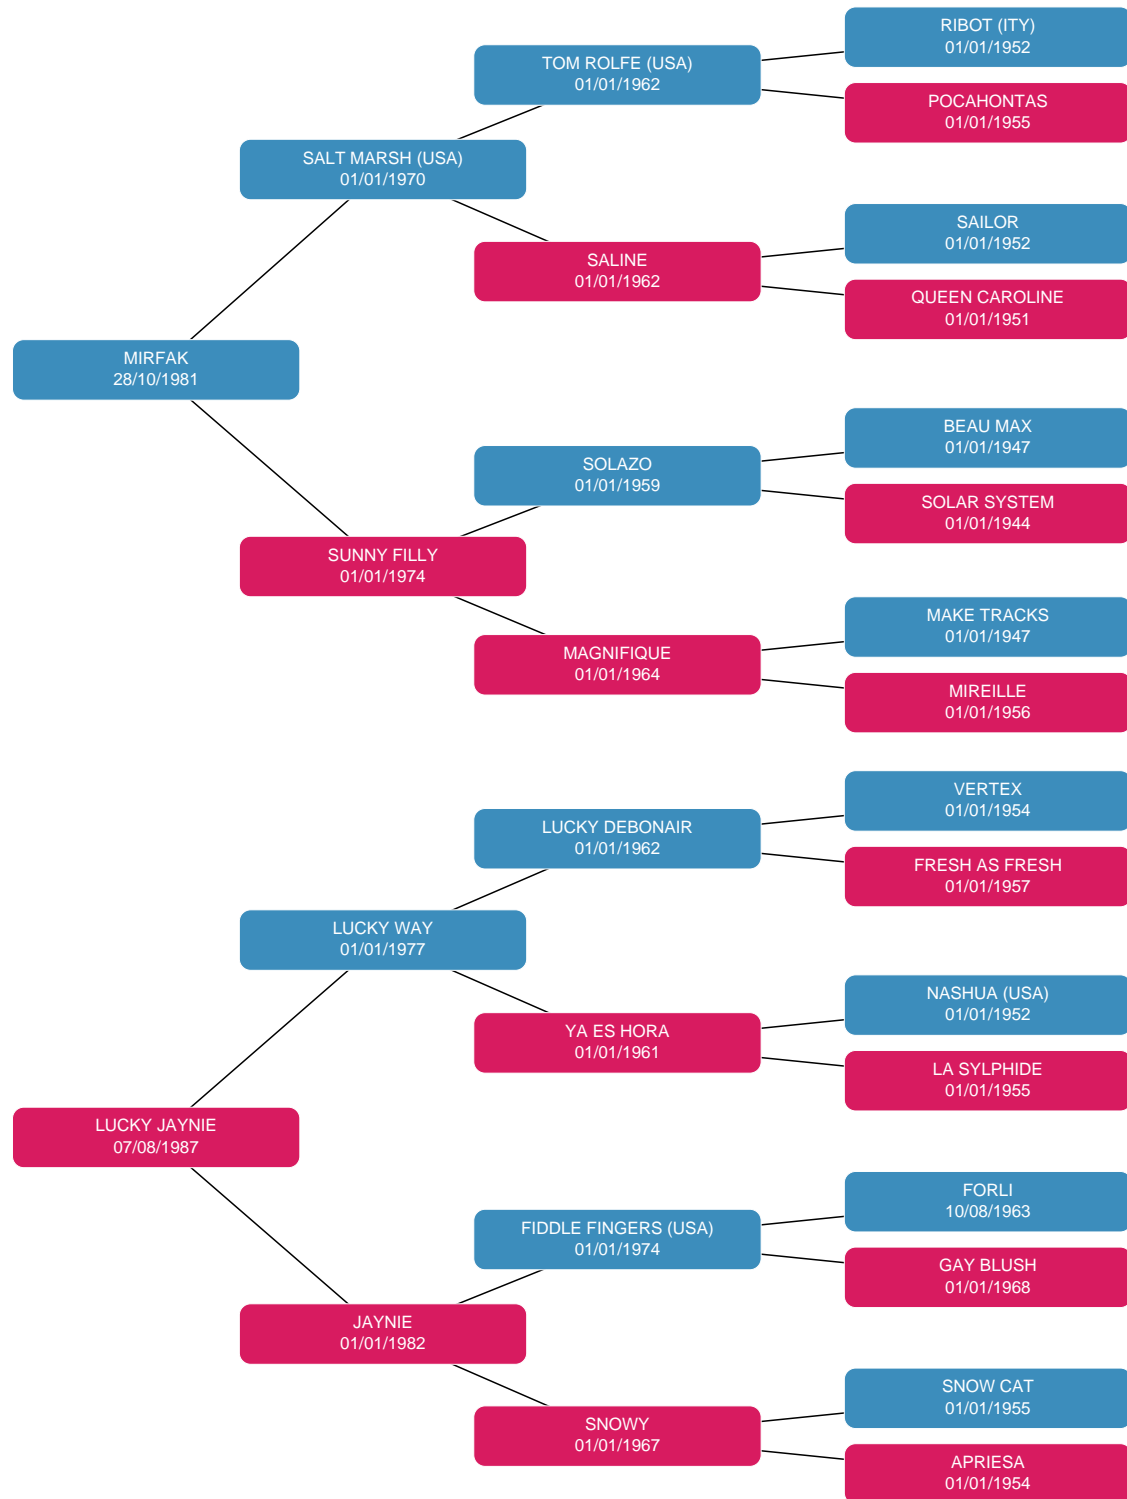 RIBOT (ITY)
01/01/1952
TOM ROLFE (USA)
01/01/1962
POCAHONTAS
01/01/1955
SALT MARSH (USA)
01/01/1970
SAILOR
01/01/1952
SALINE
01/01/1962
QUEEN CAROLINE
01/01/1951
MIRFAK
28/10/1981
BEAU MAX
01/01/1947
SOLAZO
01/01/1959
SOLAR SYSTEM
01/01/1944
SUNNY FILLY
01/01/1974
MAKE TRACKS
01/01/1947
MAGNIFIQUE
01/01/1964
MIREILLE
01/01/1956
VERTEX
01/01/1954
LUCKY DEBONAIR
01/01/1962
FRESH AS FRESH
01/01/1957
LUCKY WAY
01/01/1977
NASHUA (USA)
01/01/1952
YA ES HORA
01/01/1961
LA SYLPHIDE
01/01/1955
LUCKY JAYNIE
07/08/1987
FORLI
10/08/1963
FIDDLE FINGERS (USA)
01/01/1974
GAY BLUSH
01/01/1968
JAYNIE
01/01/1982
SNOW CAT
01/01/1955
SNOWY
01/01/1967
APRIESA
01/01/1954